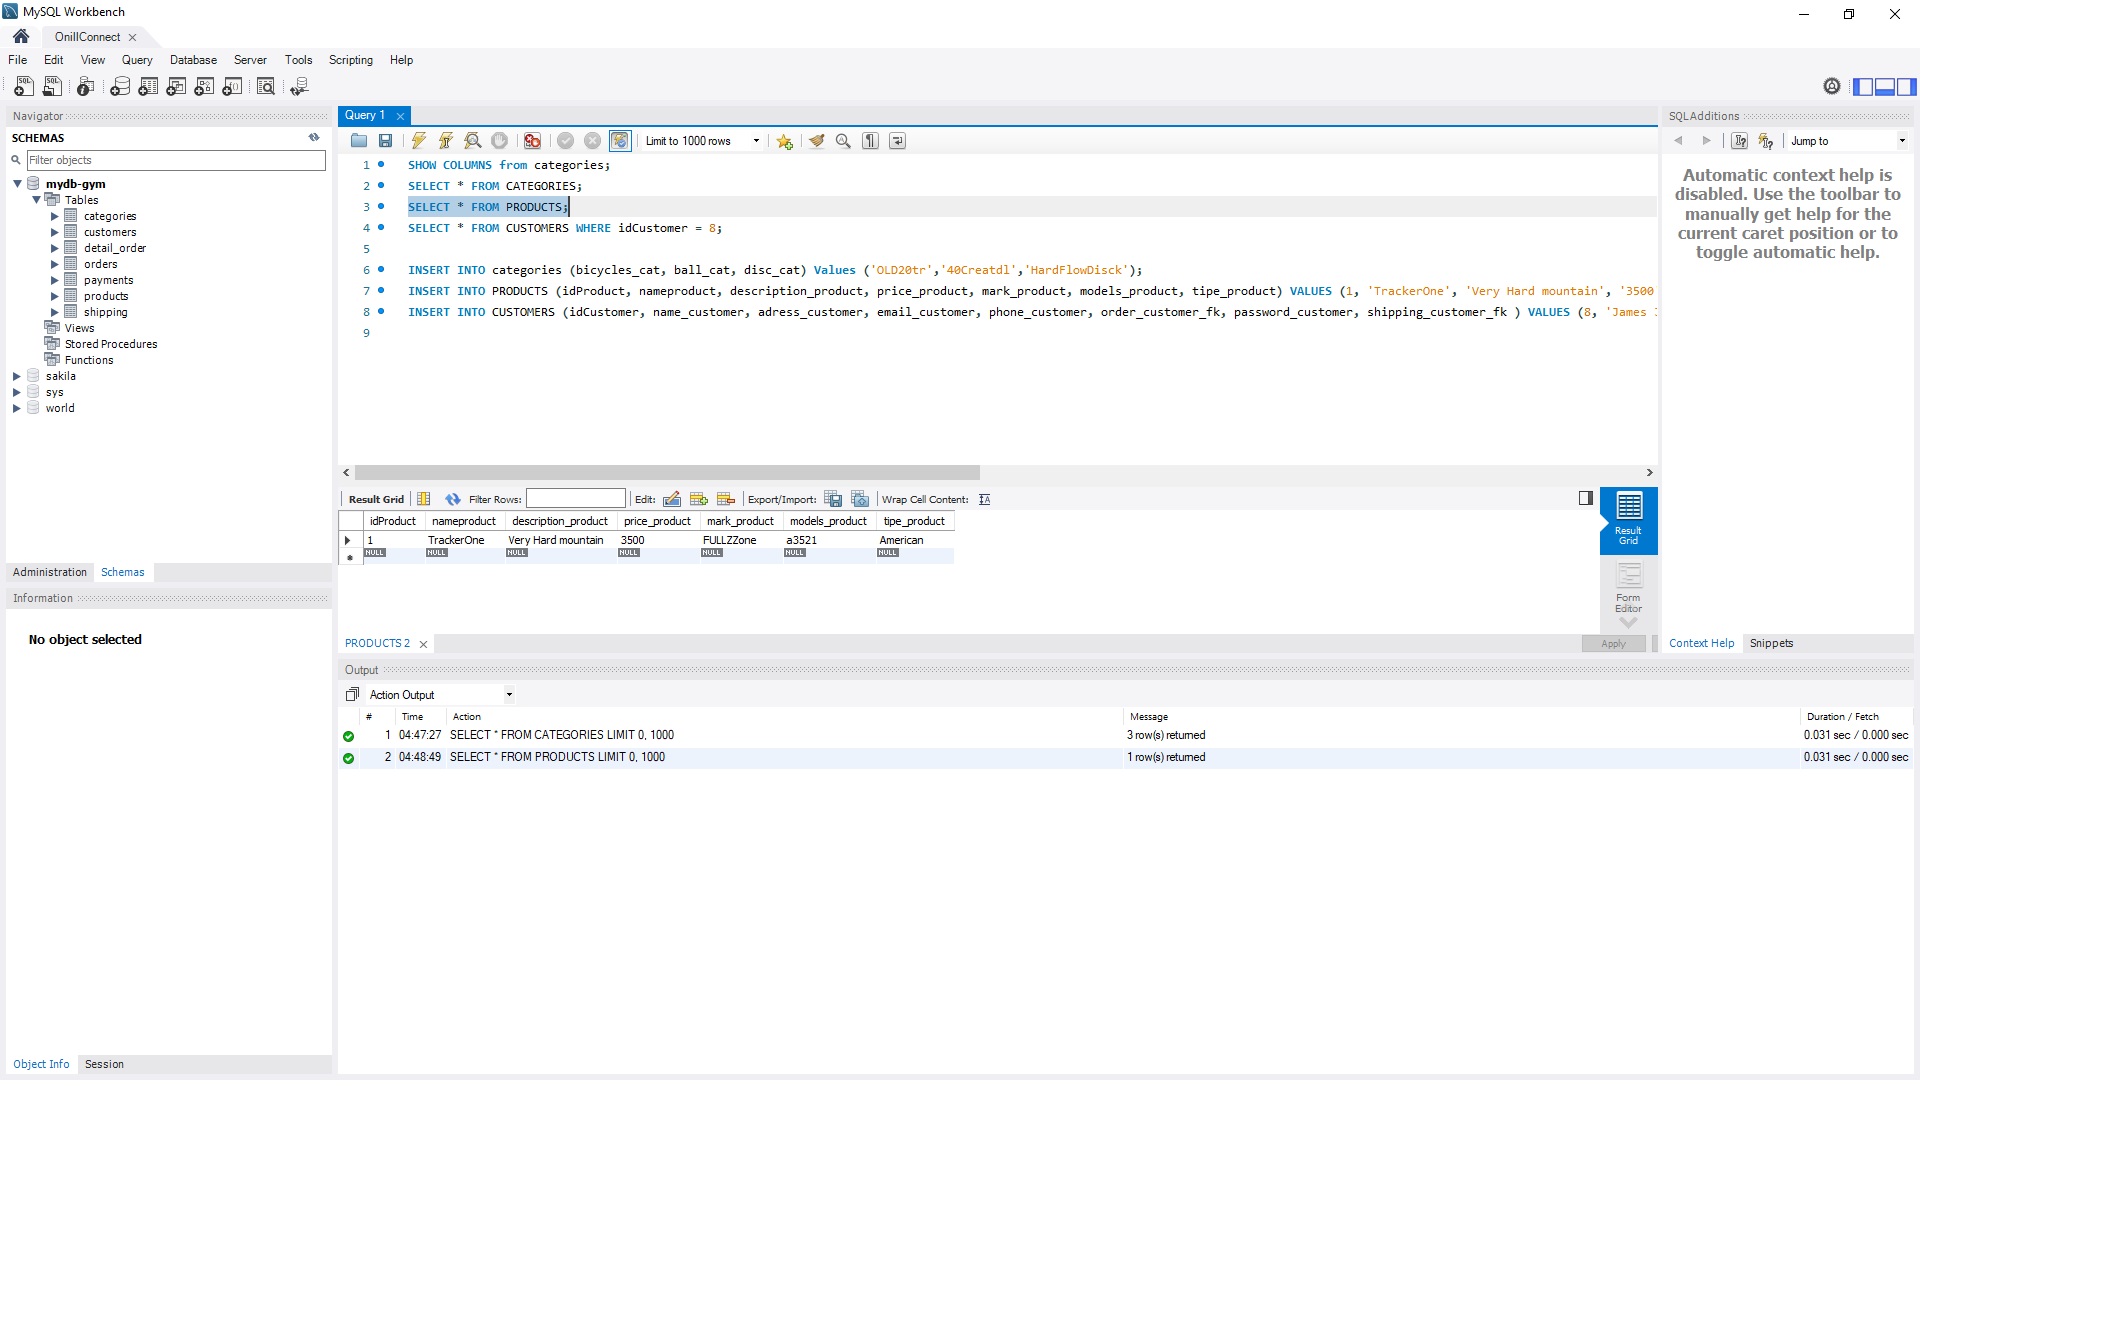 MySQL Workbench
OnillConnect
File Edit View Query Database Server Tools Scripting Help
Navigator
SCHEMAS
Filter objects
mydb-gym
Tables
categories
customers
detail_order
orders
payments
products
shipping
Views
Stored Procedures
Functions
sakila
sys
world
Administration Schemas
Information
No object selected
Object Info Session
Query 1
Limit to 1000 rows
1 SHOW COLUMNS from categories;
2 SELECT * FROM CATEGORIES;
3 SELECT * FROM PRODUCTS;
4 SELECT * FROM CUSTOMERS WHERE idCustomer = 8;
5
6 INSERT INTO categories (bicycles_cat, ball_cat, disc_cat) Values ('OLD20tr','40Creatdl','HardFlowDisck');
7 INSERT INTO PRODUCTS (idProduct, nameproduct, description_product, price_product, mark_product, models_product, tipe_product) VALUES (1, 'TrackerOne', 'Very Hard mountain', '3500
8 INSERT INTO CUSTOMERS (idCustomer, name_customer, adress_customer, email_customer, phone_customer, order_customer_fk, password_customer, shipping_customer_fk ) VALUES (8, 'James
9
Result Grid Filter Rows: Edit: Export/Import: Wrap Cell Content:
idProduct nameproduct description_product price_product mark_product models_product tipe_product
1 TrackerOne Very Hard mountain 3500 FULLZZone a3521 American
NULL NULL NULL NULL NULL NULL NULL
Result
Grid
Form
Editor
PRODUCTS 2
Apply
SQLAdditions
Jump to
Automatic context help is
disabled. Use the toolbar to
manually get help for the
current caret position or to
toggle automatic help.
Context Help Snippets
Output
Action Output
# Time Action Message Duration / Fetch
1 04:47:27 SELECT * FROM CATEGORIES LIMIT 0, 1000 3 row(s) returned 0.031 sec / 0.000 sec
2 04:48:49 SELECT * FROM PRODUCTS LIMIT 0, 1000 1 row(s) returned 0.031 sec / 0.000 sec